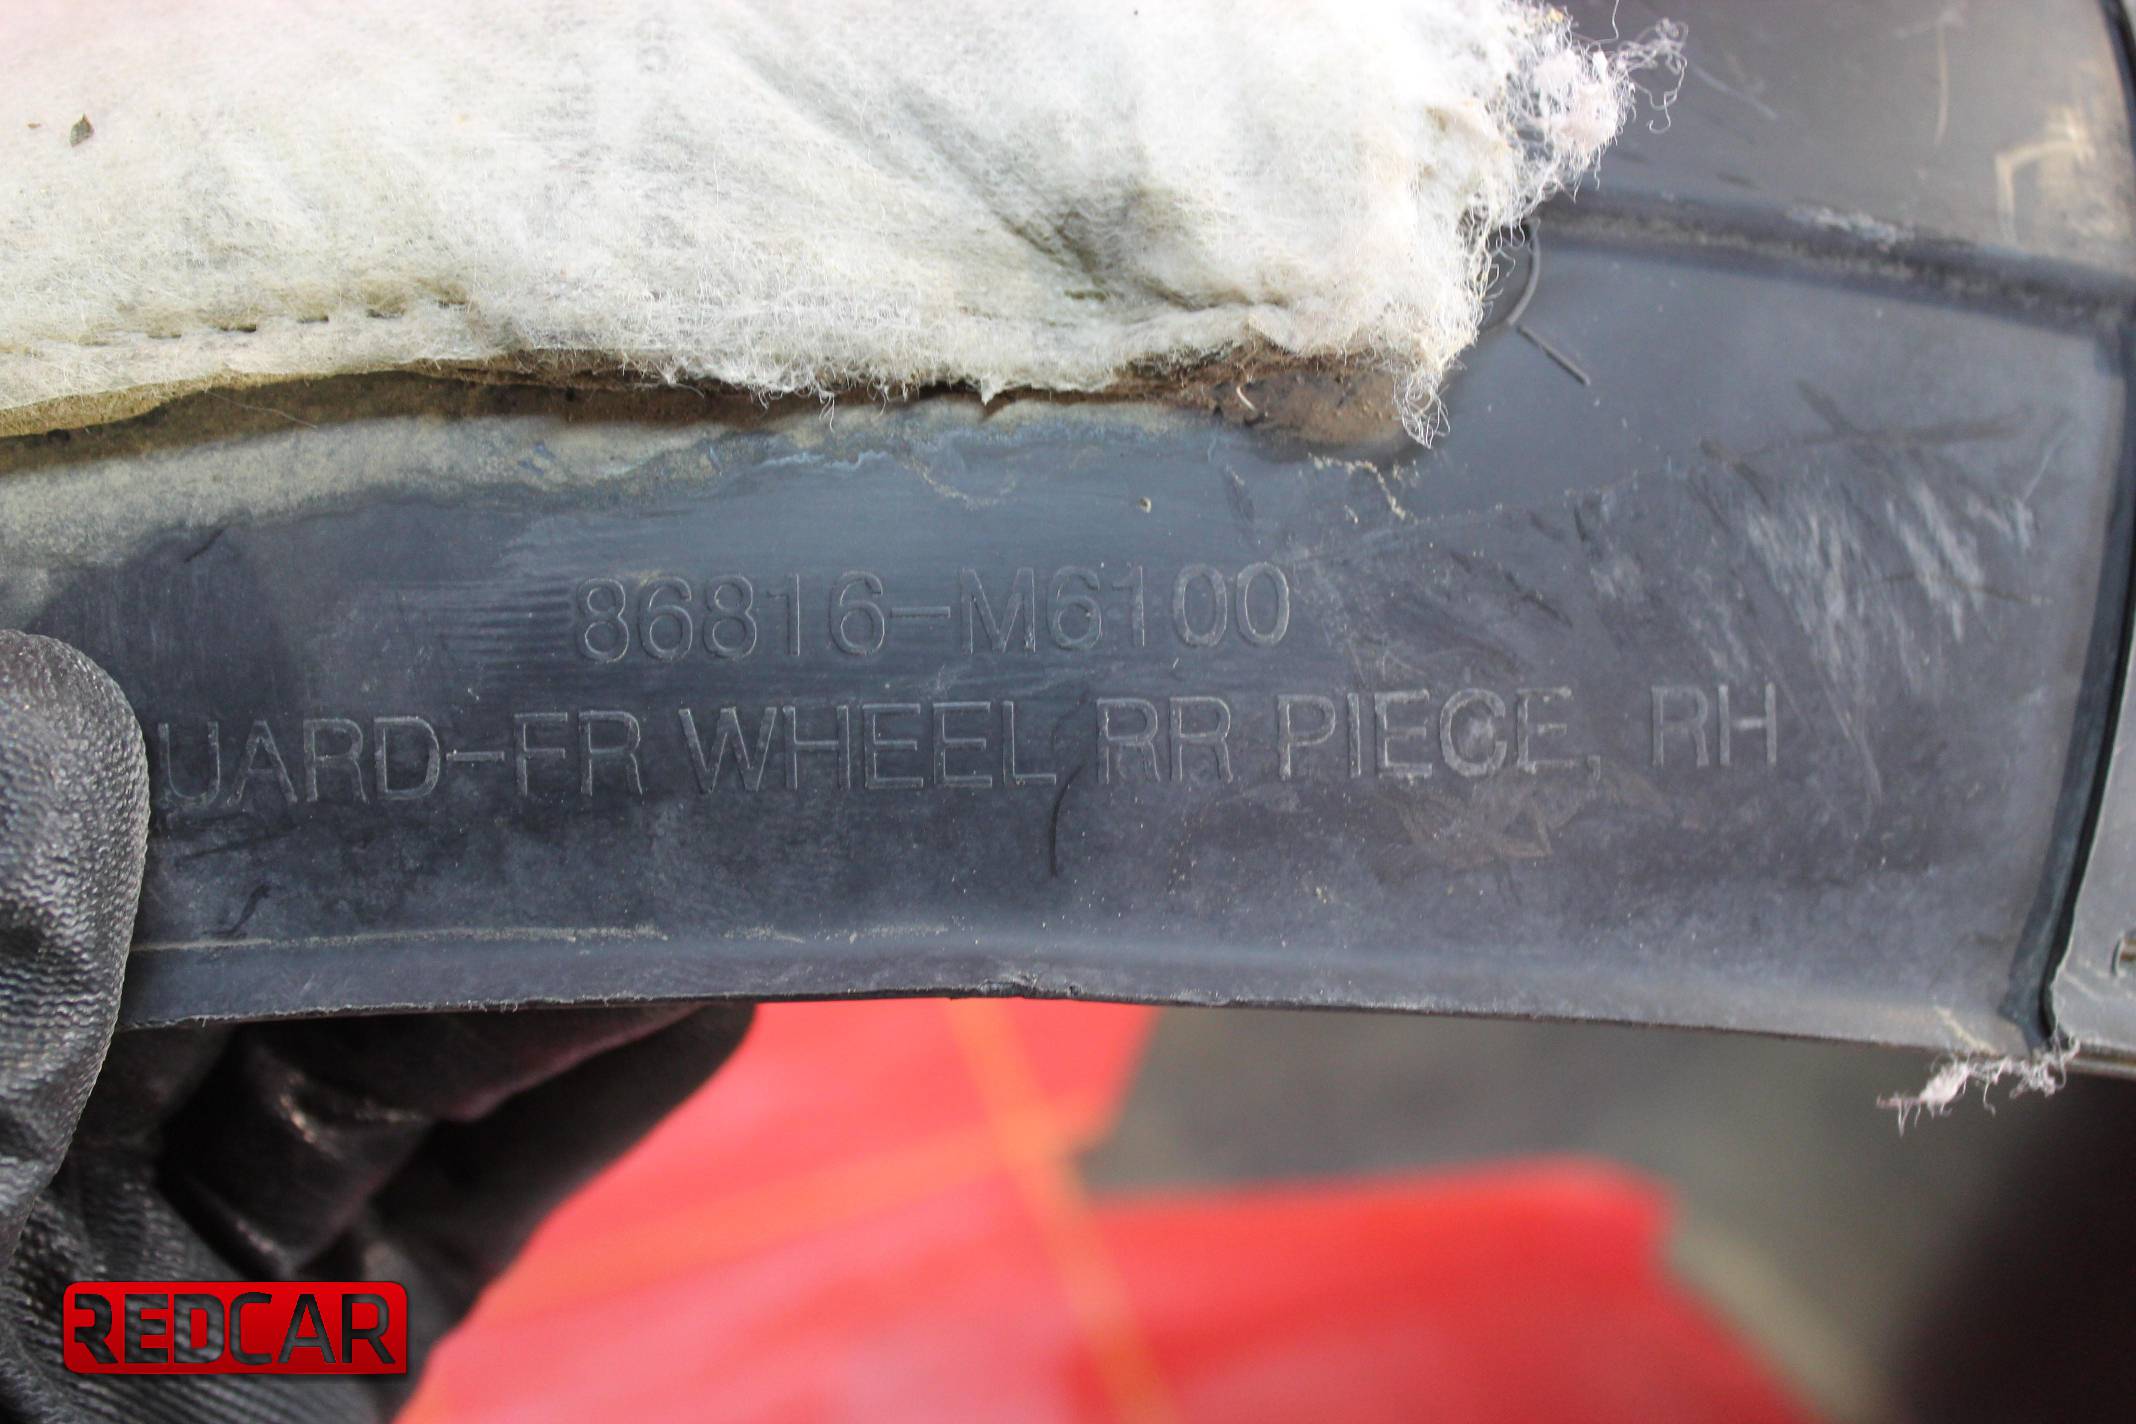 86816-M6100
UARD-FR WHEEL RR PIECE, RH
REDCAR